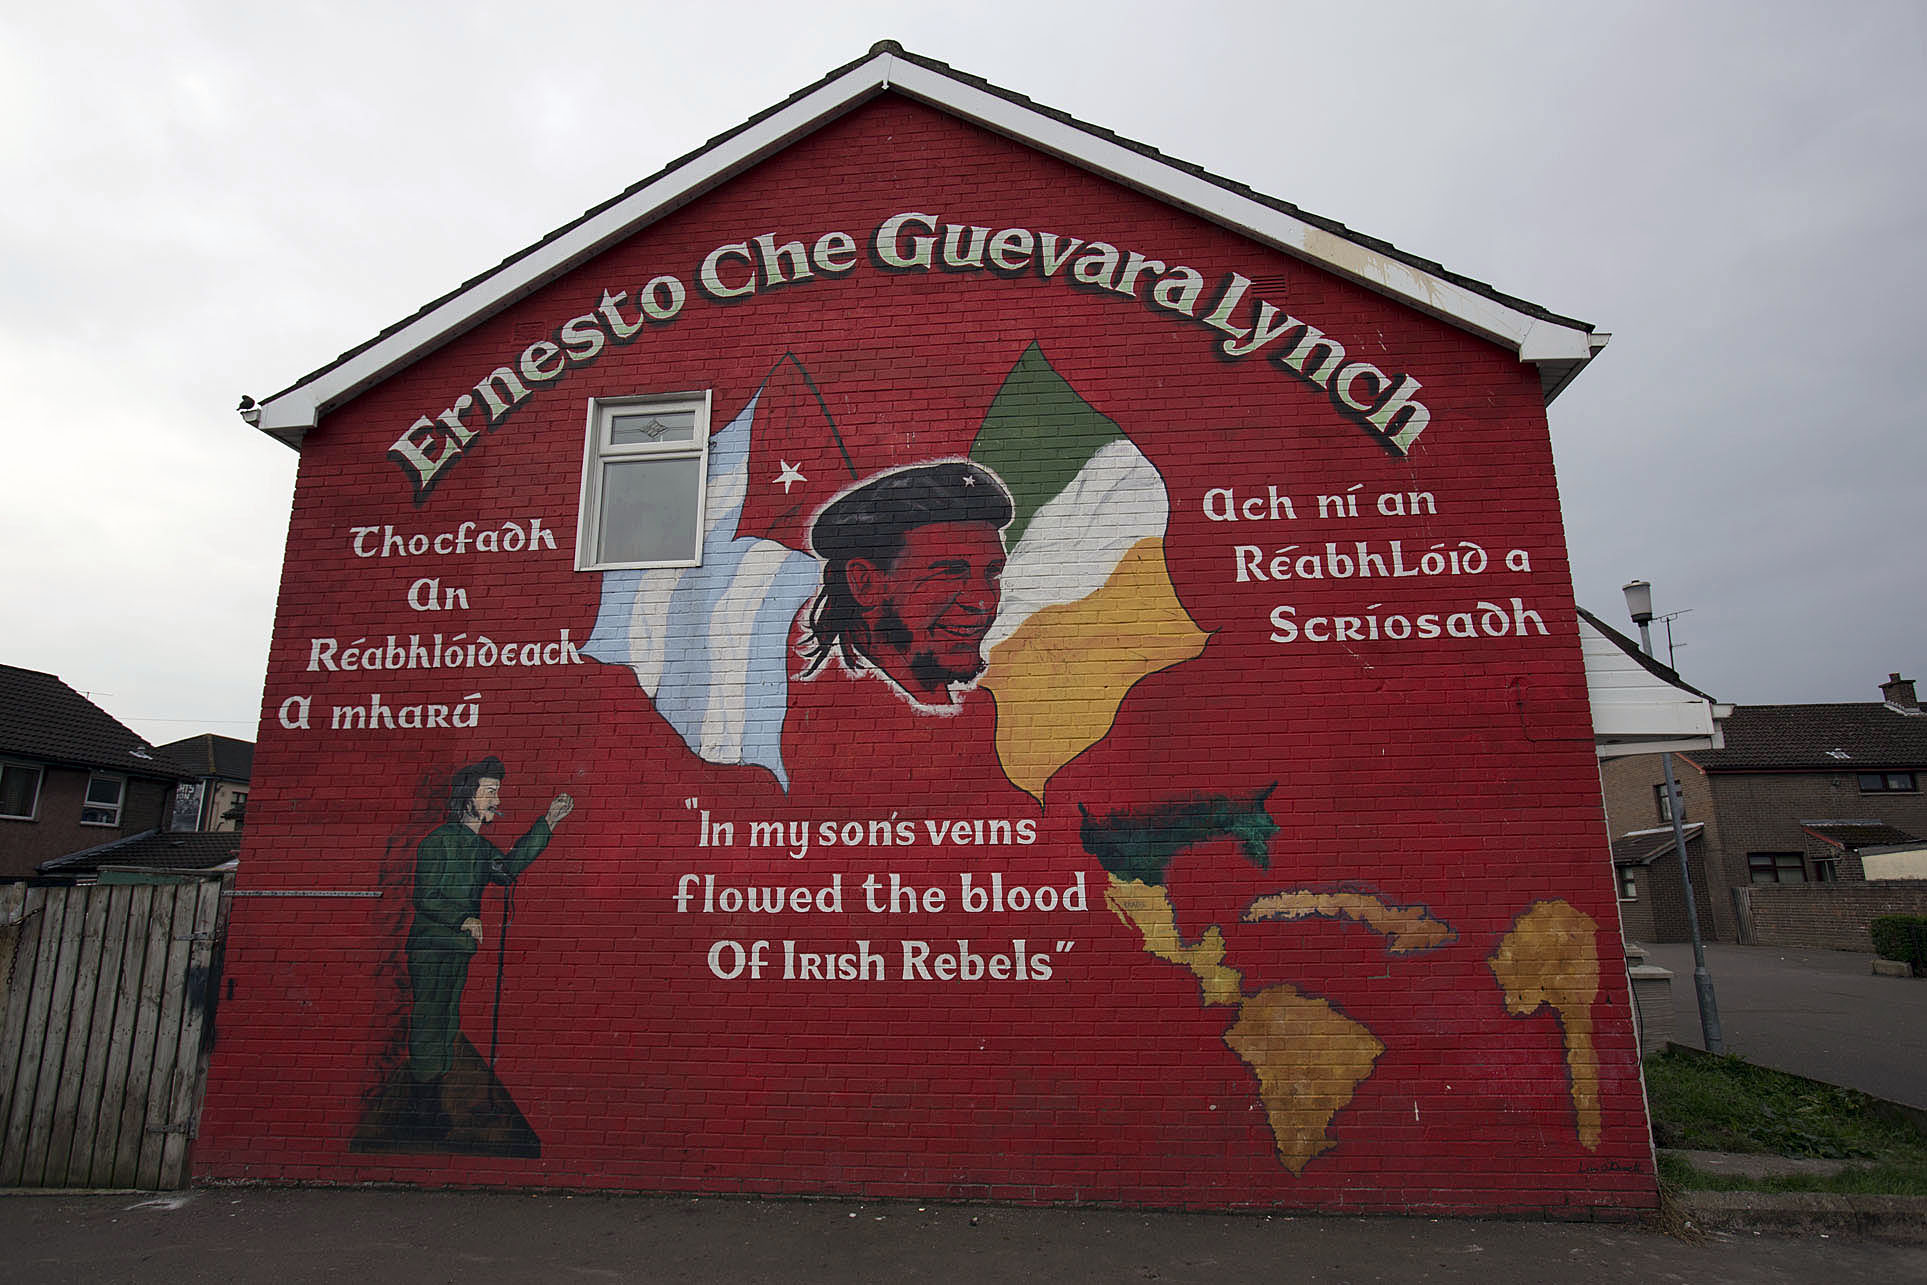 Ernesto Che Guevara Lynch
Thocfadh
An
Réabhlóideach
A mharú
Ach ní an
Réabhlóid a
Scríosadh
"In my son's veins
flowed the blood
Of Irish Rebels"